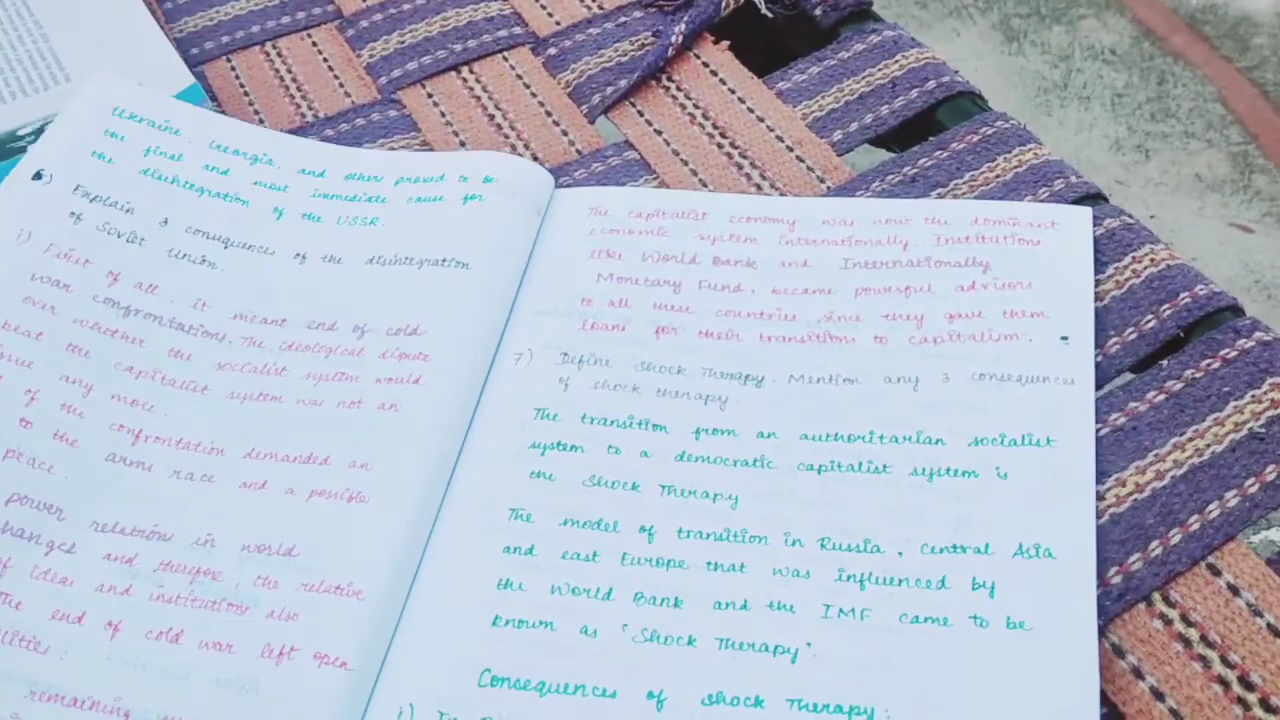 Ukraine, Georgia, and other proved to be
the final and most immediate cause for
the disintegration of the USSR.
6) Explain 3 consequences of the disintegration
of Soviet Union.
i) First of all, it meant end of cold
war confrontations. The ideological dispute
over whether the socialist system would
beat the capitalist system was not an
issue any more.
of the confrontation demanded an
to the arms race and a possible
peace.
power relations in world
changes and therefore, the relative
of ideas and institutions also
The end of cold war left open
remaining
The capitalist economy was now the dominant
economic system internationally. Institutions
like World Bank and Internationally
Monetary Fund, became powerful advisors
to all these countries since they gave them
loans for their transitions to capitalism.
7) Define Shock Therapy. Mention any 3 consequences
of shock therapy.
The transition from an authoritarian socialist
system to a democratic capitalist system is
the Shock Therapy
The model of transition in Russia, central Asia
and east Europe that was influenced by
the World Bank and the IMF came to be
known as "Shock Therapy".
Consequences of Shock Therapy:
i)